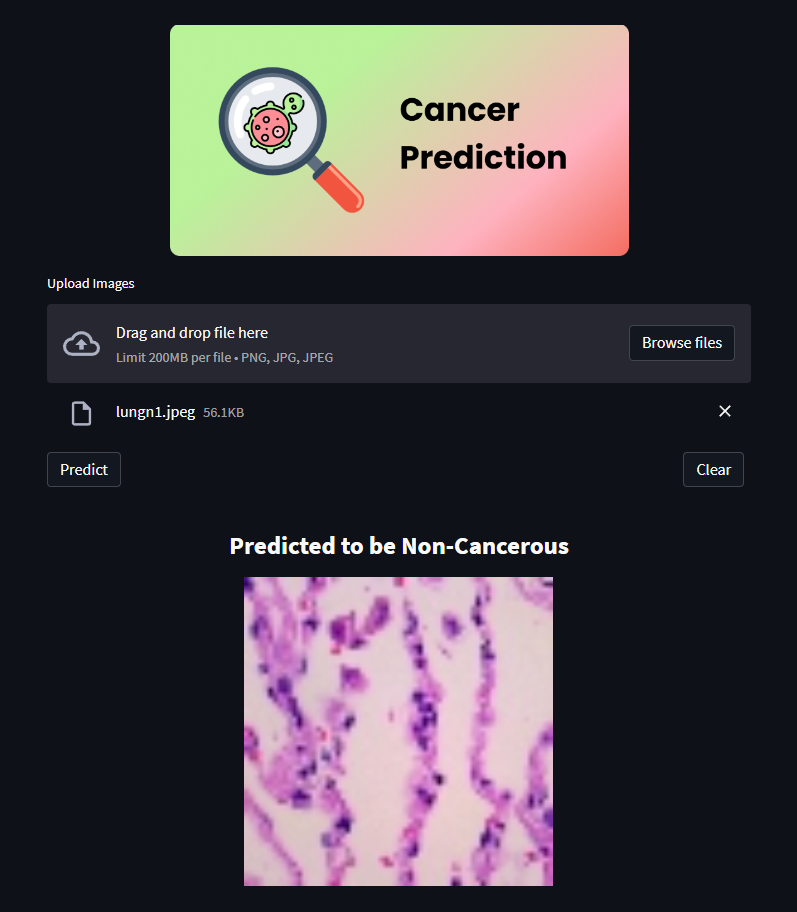 Cancer
Prediction
Upload Images
Drag and drop file here
Limit 200MB per file • PNG, JPG, JPEG
Browse files
lungn1.jpeg 56.1KB
Predict
Clear
Predicted to be Non-Cancerous